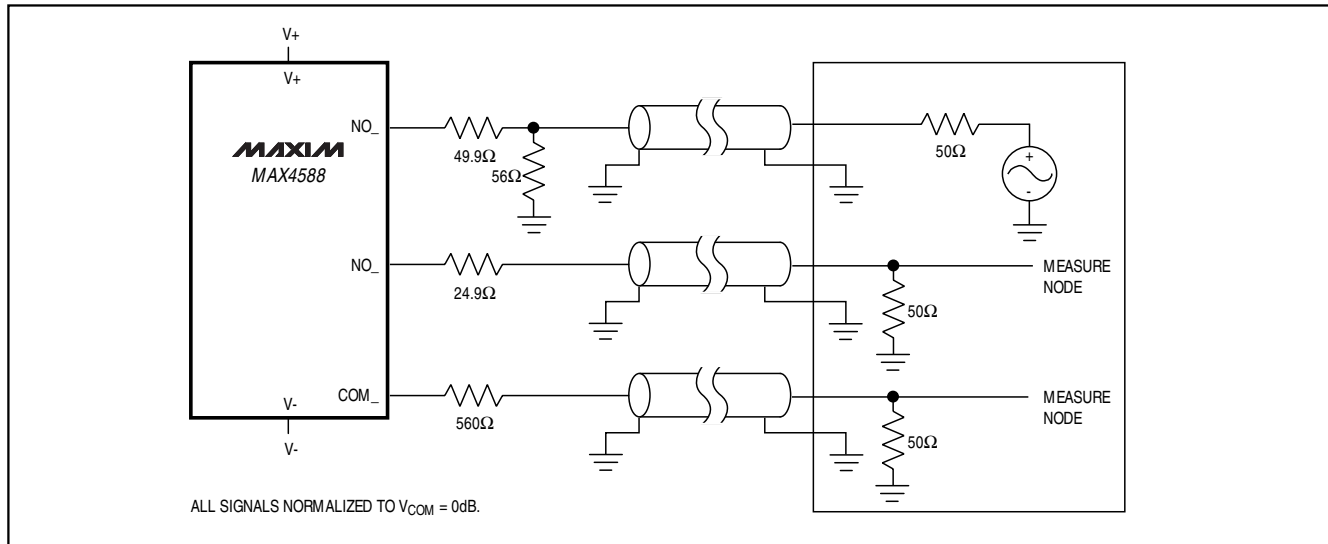 V+
V+
NO_
MAXIM
MAX4588
49.9Ω
56Ω
50Ω
+
-
NO_
24.9Ω
MEASURE
NODE
50Ω
COM_
560Ω
MEASURE
NODE
50Ω
V-
V-
ALL SIGNALS NORMALIZED TO VCOM = 0dB.